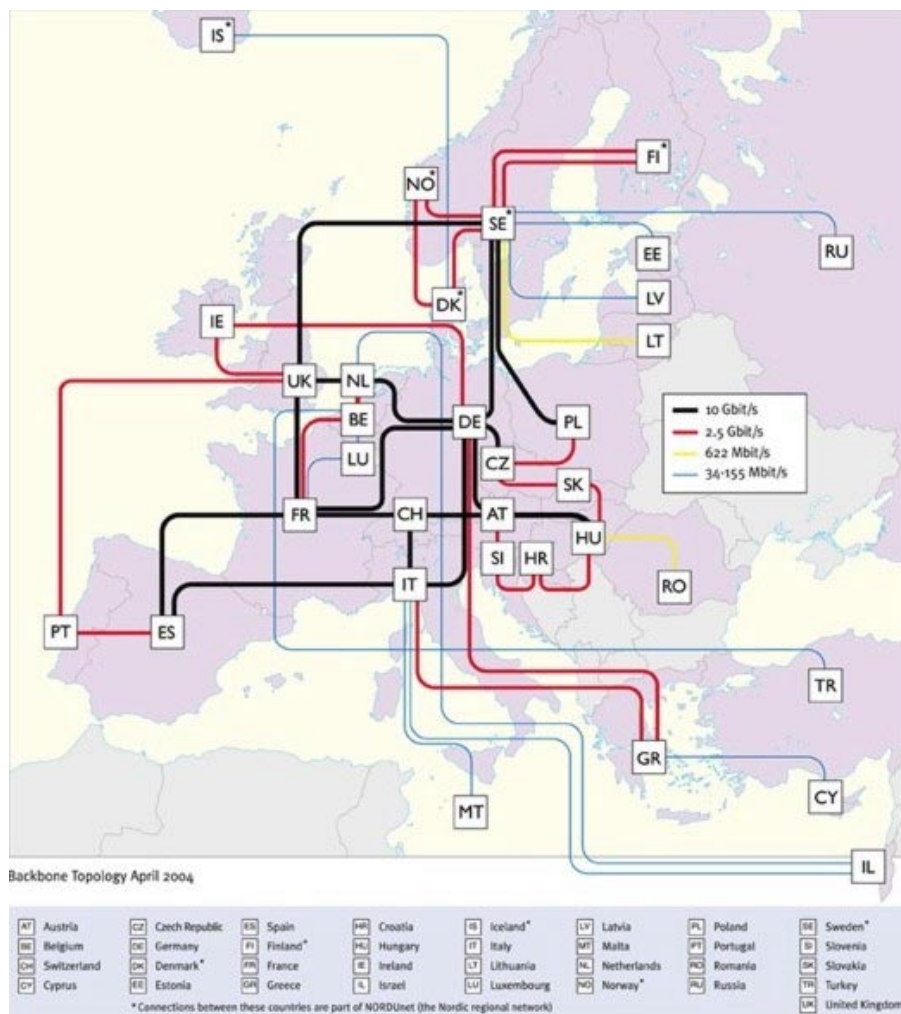 IS*
NO*
FI*
SE*
RU
EE
DK*
LV
IE
LT
UK
NL
BE
DE
PL
10 Gbit/s
2.5 Gbit/s
622 Mbit/s
34-155 Mbit/s
LU
CZ
SK
FR
CH
AT
HU
SI
HR
IT
RO
PT
ES
TR
GR
MT
CY
IL
Backbone Topology April 2004
AT Austria CZ Czech Republic ES Spain HR Croatia IS Iceland* LV Latvia PL Poland SE Sweden*
BE Belgium DE Germany FI Finland* HU Hungary IT Italy MT Malta PT Portugal SI Slovenia
CH Switzerland DK Denmark* FR France IE Ireland LT Lithuania NL Netherlands RO Romania SK Slovakia
CY Cyprus EE Estonia GR Greece IL Israel LU Luxembourg NO Norway* RU Russia TR Turkey
* Connections between these countries are part of NORDUnet (the Nordic regional network) UK United Kingdom